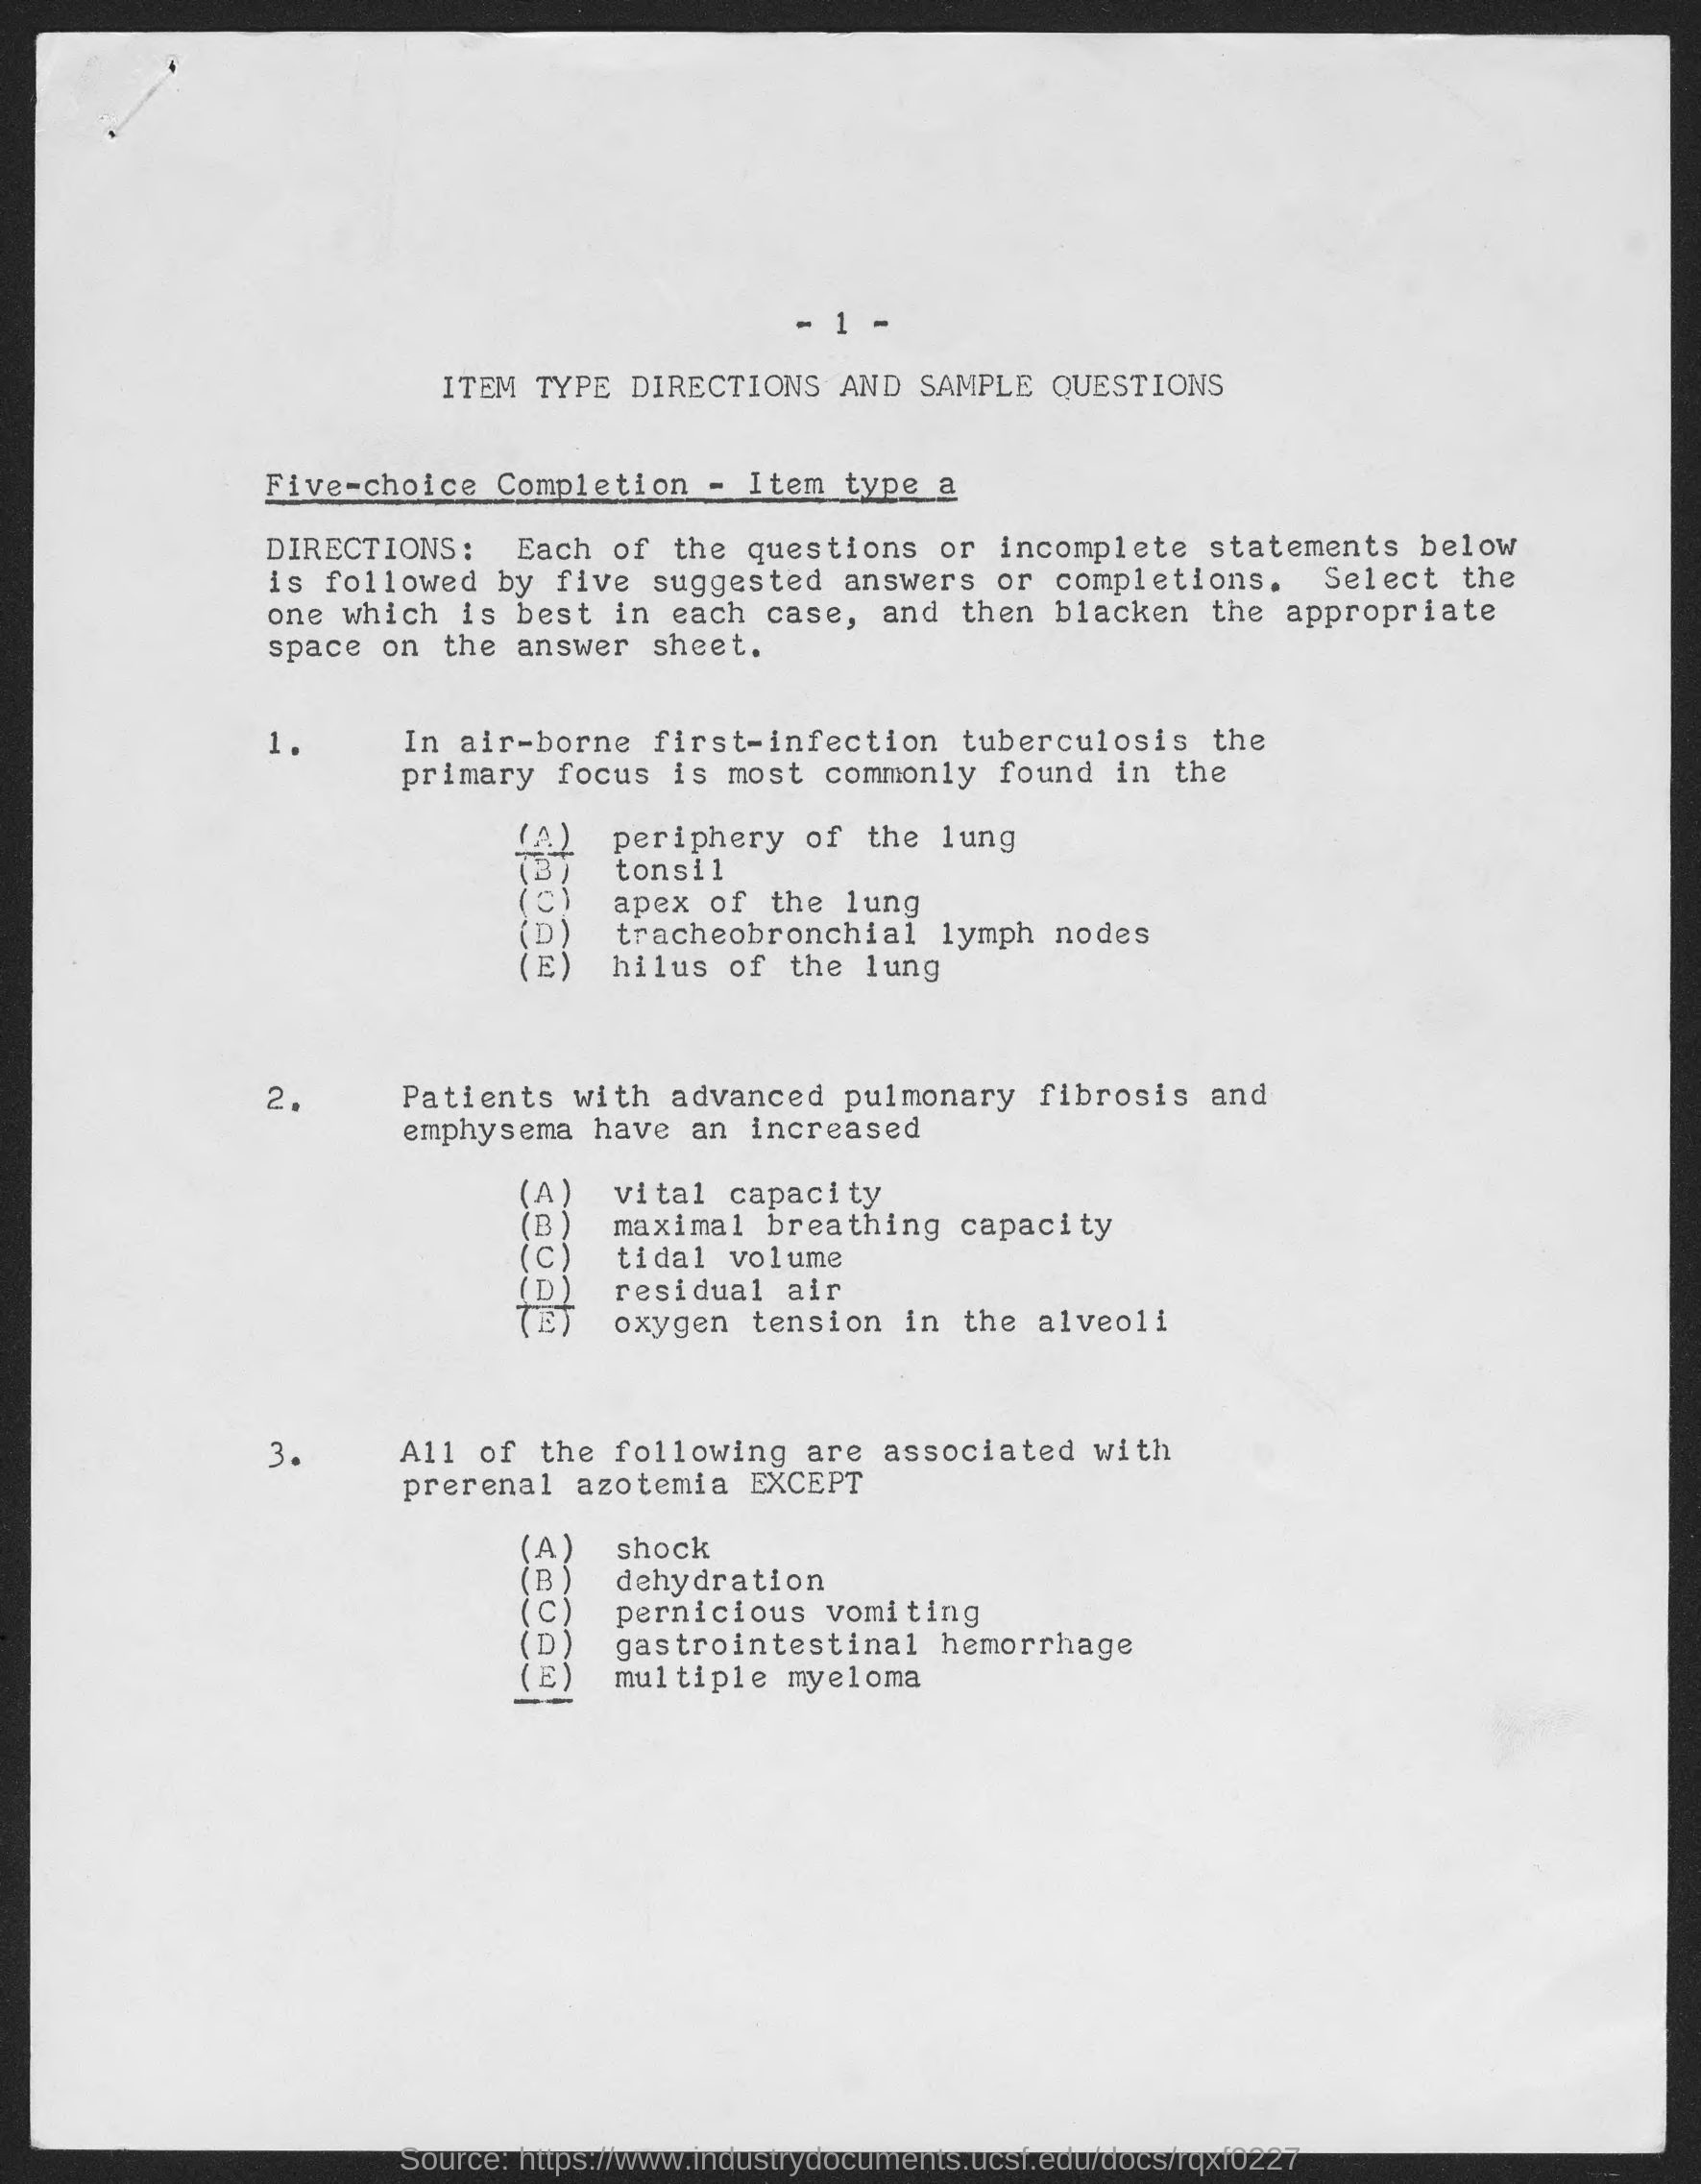 - 1 -
ITEM TYPE DIRECTIONS AND SAMPLE QUESTIONS
Five-choice Completion - Item type a
DIRECTIONS: Each of the questions or incomplete statements below
is followed by five suggested answers or completions. Select the
one which is best in each case, and then blacken the appropriate
space on the answer sheet.
1. In air-borne first-infection tuberculosis the
primary focus is most commonly found in the
(A) periphery of the lung
(B) tonsil
(C) apex of the lung
(D) tracheobronchial lymph nodes
(E) hilus of the lung
2. Patients with advanced pulmonary fibrosis and
emphysema have an increased
(A) vital capacity
(B) maximal breathing capacity
(C) tidal volume
(D) residual air
(E) oxygen tension in the alveoli
3. All of the following are associated with
prerenal azotemia EXCEPT
(A) shock
(B) dehydration
(C) pernicious vomiting
(D) gastrointestinal hemorrhage
(E) multiple myeloma
Source: https://www.industrydocuments.ucsf.edu/docs/rqxf0227